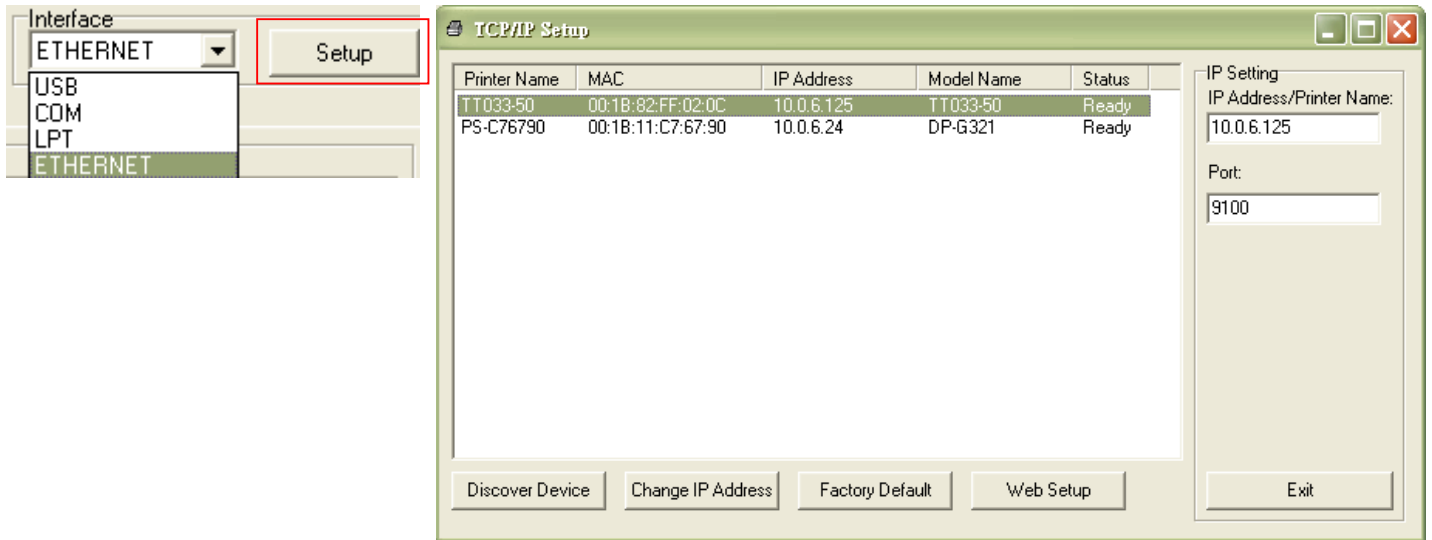 Interface
ETHERNET
Setup
USB
COM
LPT
ETHERNET
TCP/IP Setup
Printer Name MAC IP Address Model Name Status
TT033-50 00:1B:82:FF:02:0C 10.0.6.125 TT033-50 Ready
PS-C76790 00:1B:11:C7:67:90 10.0.6.24 DP-G321 Ready
IP Setting
IP Address/Printer Name:
10.0.6.125
Port:
9100
Discover Device Change IP Address Factory Default Web Setup Exit